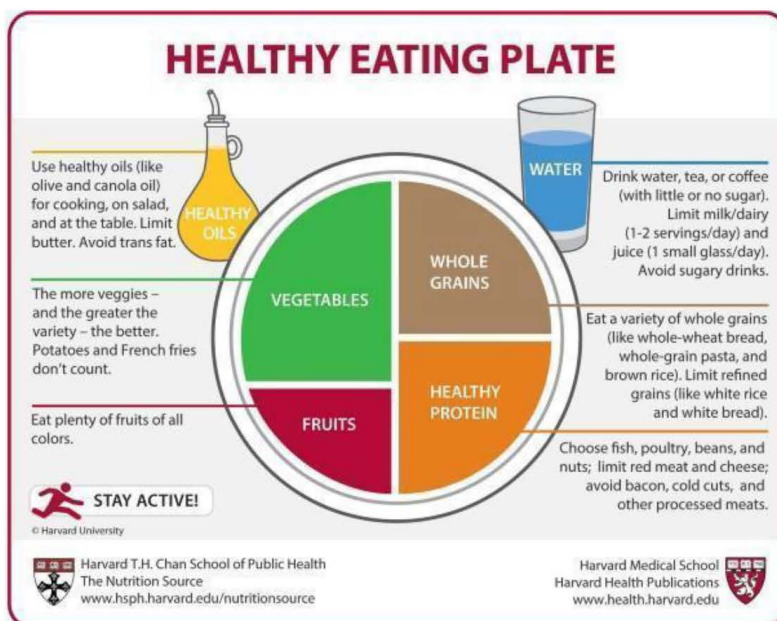 HEALTHY EATING PLATE
Use healthy oils (like
olive and canola oil)
for cooking, on salad,
and at the table. Limit
butter. Avoid trans fat.
HEALTHY
OILS
The more veggies –
and the greater the
variety – the better.
Potatoes and French fries
don't count.
VEGETABLES
Eat plenty of fruits of all
colors.
FRUITS
WATER
Drink water, tea, or coffee
(with little or no sugar).
Limit milk/dairy
(1-2 servings/day) and
juice (1 small glass/day).
Avoid sugary drinks.
WHOLE
GRAINS
Eat a variety of whole grains
(like whole-wheat bread,
whole-grain pasta, and
brown rice). Limit refined
grains (like white rice
and white bread).
HEALTHY
PROTEIN
Choose fish, poultry, beans, and
nuts; limit red meat and cheese;
avoid bacon, cold cuts, and
other processed meats.
STAY ACTIVE!
© Harvard University
Harvard T.H. Chan School of Public Health
The Nutrition Source
www.hsph.harvard.edu/nutritionsource
Harvard Medical School
Harvard Health Publications
www.health.harvard.edu